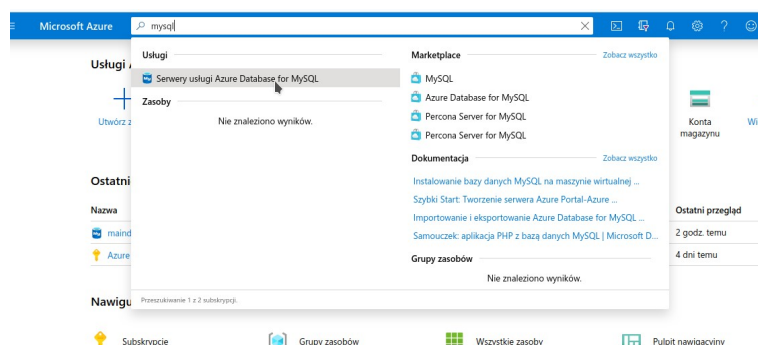 Microsoft Azure
mysql
Usługi
Utwórz
Ostatni
Nazwa
maind
Azure
Nawigu
Usługi
Serwery usługi Azure Database for MySQL
Zasoby
Nie znaleziono wyników.
Marketplace
Zobacz wszystko
MySQL
Azure Database for MySQL
Percona Server for MySQL
Percona Server for MySQL
Dokumentacja
Zobacz wszystko
Instalowanie bazy danych MySQL na maszynie wirtualnej ...
Szybki Start: Tworzenie serwera Azure Portal-Azure ...
Importowanie i eksportowanie Azure Database for MySQL ...
Samouczek: aplikacja PHP z bazą danych MySQL | Microsoft D...
Grupy zasobów
Nie znaleziono wyników.
Przeszukiwanie 1 z 2 subskrypcji.
Konta
magazynu
Wi
Ostatni przegląd
2 godz. temu
4 dni temu
Subskrypcje
Grupy zasobów
Wszystkie zasoby
Pulpit nawigacyjny